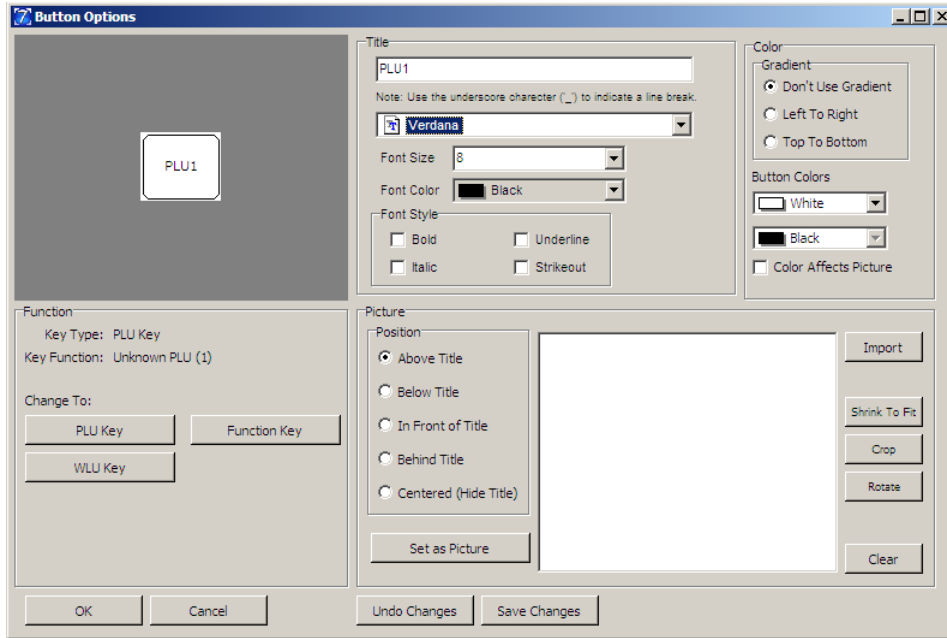 Button Options
PLU1
Title
PLU1
Note: Use the underscore charecter ('_') to indicate a line break.
Verdana
Font Size 8
Font Color Black
Font Style
Bold Underline
Italic Strikeout
Color
Gradient
Don't Use Gradient
Left To Right
Top To Bottom
Button Colors
White
Black
Color Affects Picture
Function
Key Type: PLU Key
Key Function: Unknown PLU (1)
Change To:
PLU Key Function Key
WLU Key
Picture
Position
Above Title
Below Title
In Front of Title
Behind Title
Centered (Hide Title)
Set as Picture
Import
Shrink To Fit
Crop
Rotate
Clear
OK Cancel Undo Changes Save Changes